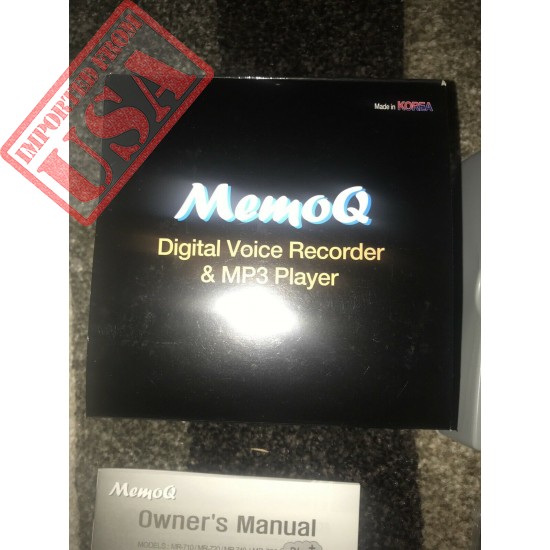 IMPORTED FROM
USA
Made in KOREA
MemoQ
Digital Voice Recorder
& MP3 Player
MemoQ
Owner's Manual